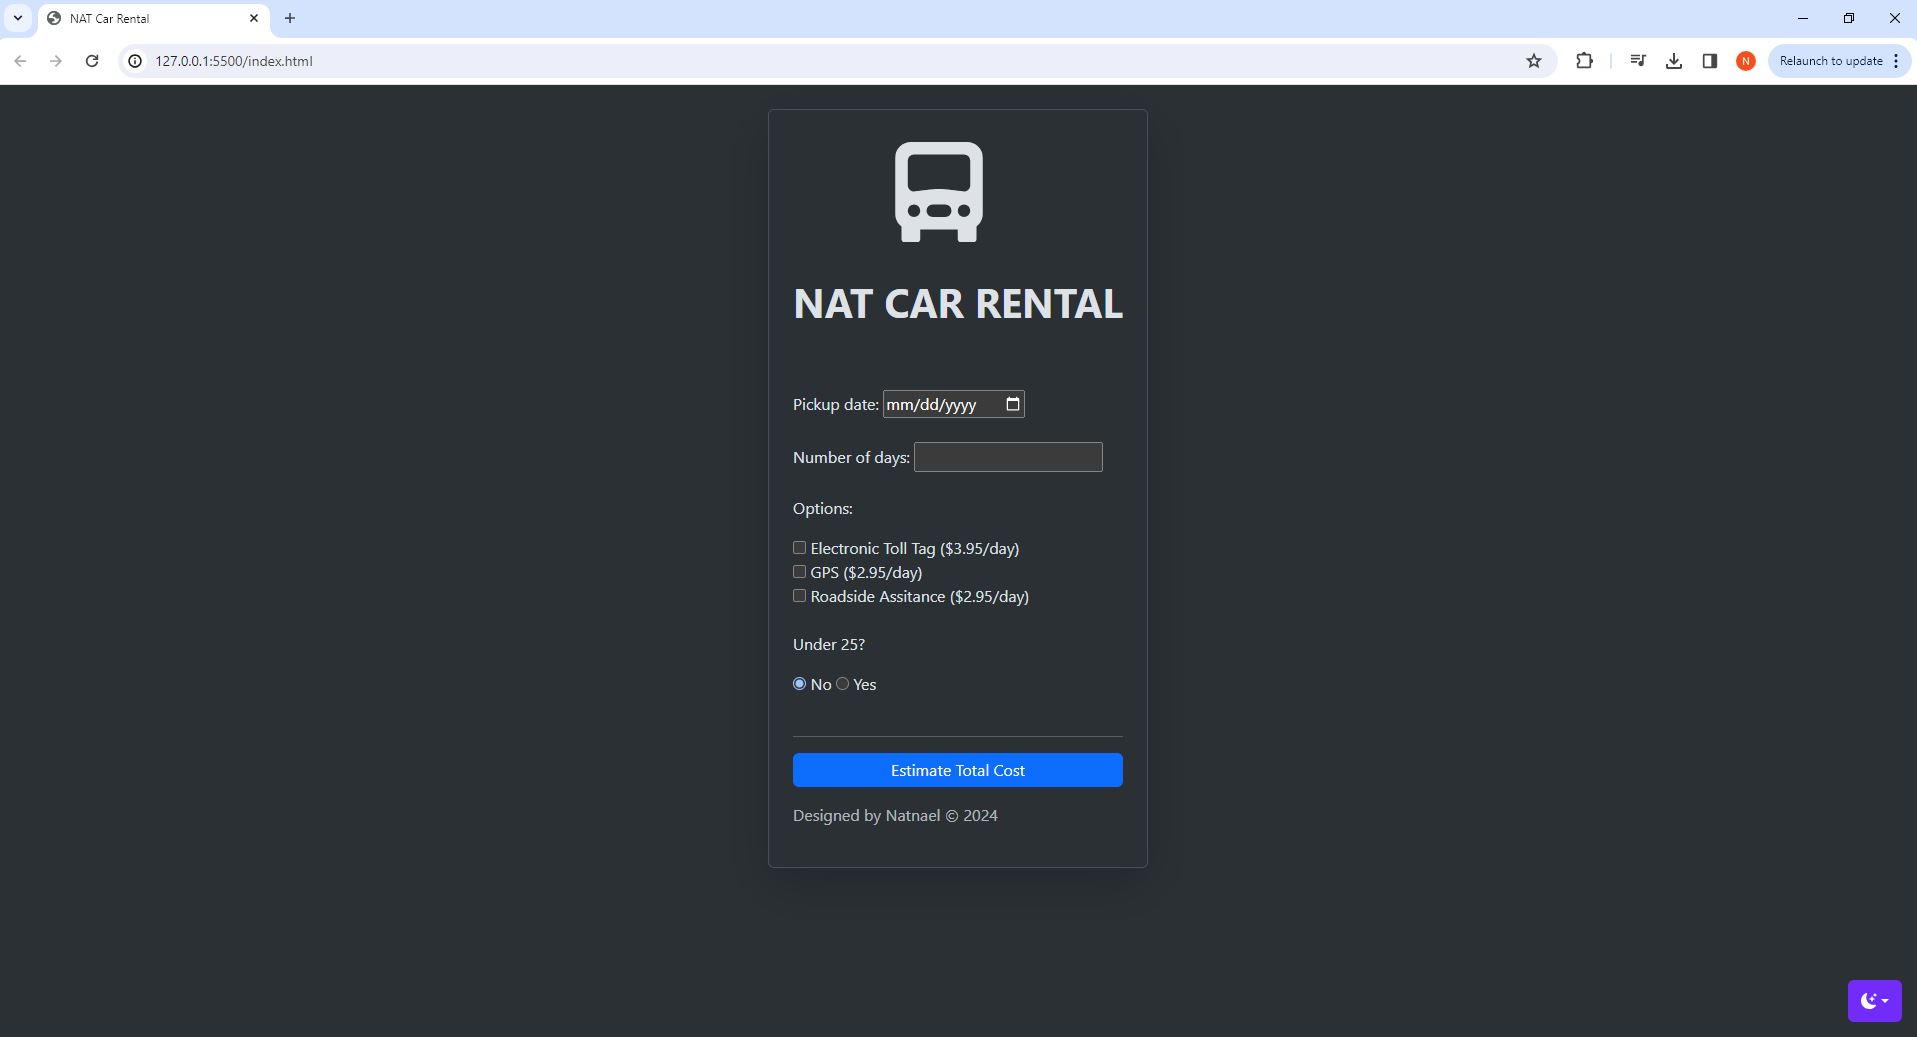 NAT Car Rental
127.0.0.1:5500/index.html
N
Relaunch to update
NAT CAR RENTAL
Pickup date: mm/dd/yyyy
Number of days:
Options:
Electronic Toll Tag ($3.95/day)
GPS ($2.95/day)
Roadside Assitance ($2.95/day)
Under 25?
No Yes
Estimate Total Cost
Designed by Natnael © 2024